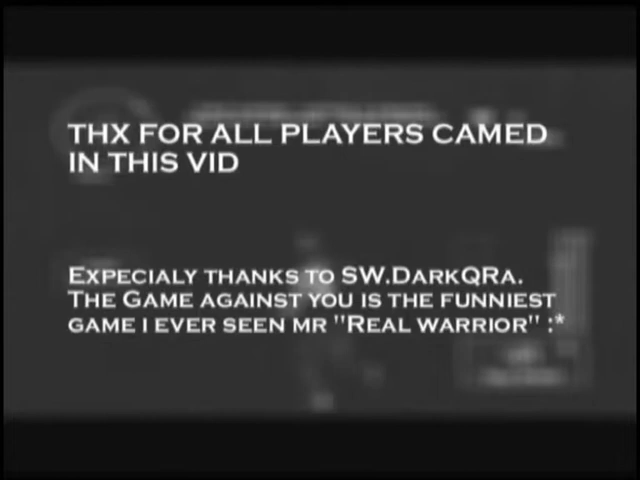 THX FOR ALL PLAYERS CAMED
IN THIS VID
EXPECIALY THANKS TO SW.DARKQRA.
THE GAME AGAINST YOU IS THE FUNNIEST
GAME I EVER SEEN MR "REAL WARRIOR" :*